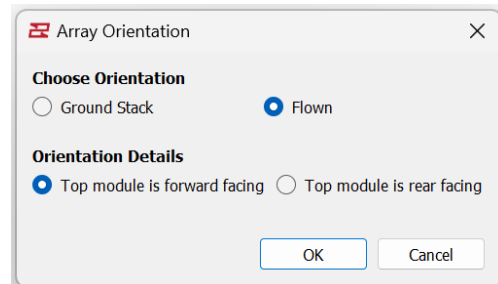 Array Orientation
Choose Orientation
Ground Stack Flown
Orientation Details
Top module is forward facing Top module is rear facing
OK Cancel